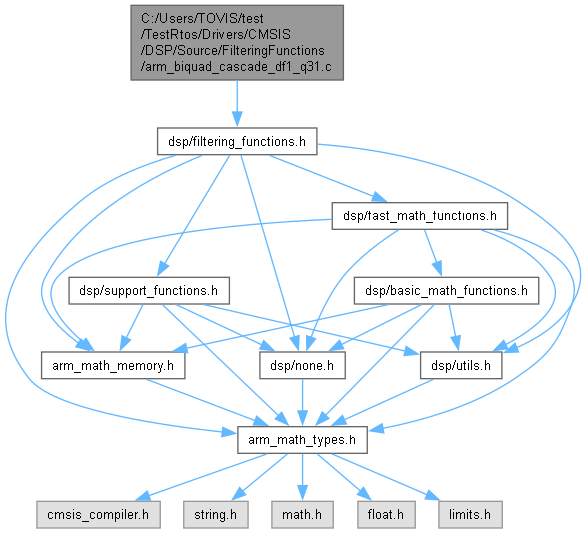 C:/Users/TOVIS/test
/TestRtos/Drivers/CMSIS
/DSP/Source/FilteringFunctions
/arm_biquad_cascade_df1_q31.c
dsp/filtering_functions.h
dsp/fast_math_functions.h
dsp/support_functions.h
dsp/basic_math_functions.h
arm_math_memory.h
dsp/none.h
dsp/utils.h
arm_math_types.h
cmsis_compiler.h
string.h
math.h
float.h
limits.h